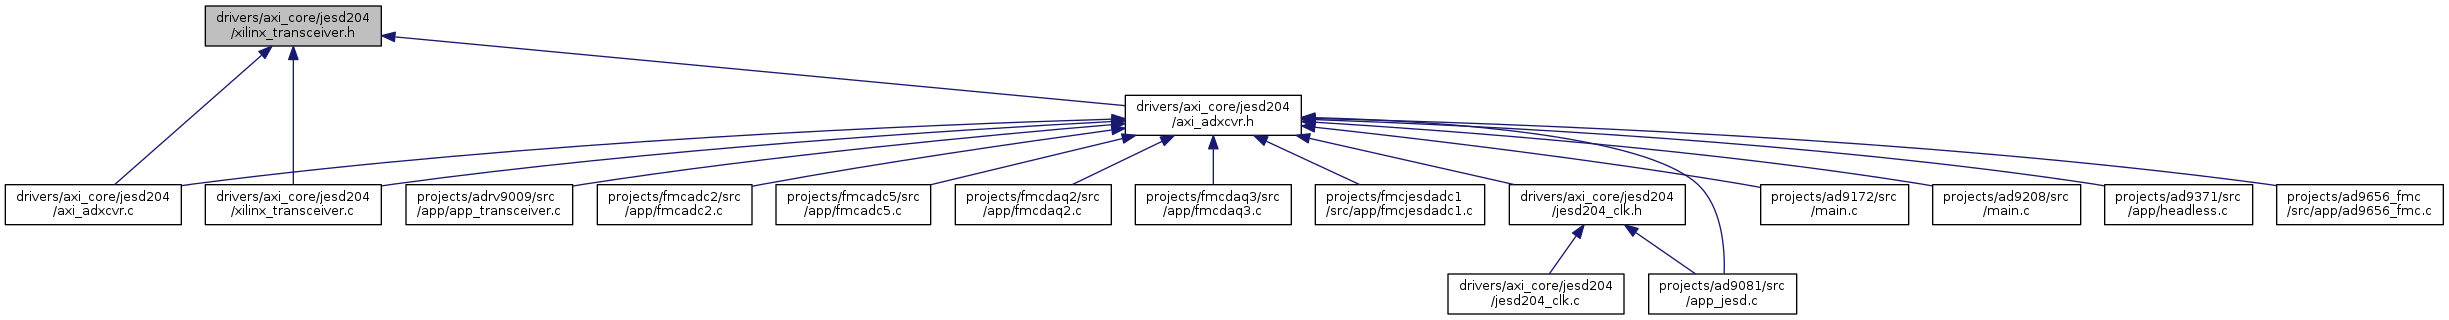 drivers/axi_core/jesd204
/xilinx_transceiver.h
drivers/axi_core/jesd204
/axi_adxcvr.h
drivers/axi_core/jesd204
/axi_adxcvr.c
drivers/axi_core/jesd204
/xilinx_transceiver.c
projects/adrv9009/src
/app/app_transceiver.c
projects/fmcadc2/src
/app/fmcadc2.c
projects/fmcadc5/src
/app/fmcadc5.c
projects/fmcdaq2/src
/app/fmcdaq2.c
projects/fmcdaq3/src
/app/fmcdaq3.c
projects/fmcjesdadc1
/src/app/fmcjesdadc1.c
drivers/axi_core/jesd204
/jesd204_clk.h
projects/ad9172/src
/main.c
projects/ad9208/src
/main.c
projects/ad9371/src
/app/headless.c
projects/ad9656_fmc
/src/app/ad9656_fmc.c
drivers/axi_core/jesd204
/jesd204_clk.c
projects/ad9081/src
/app_jesd.c